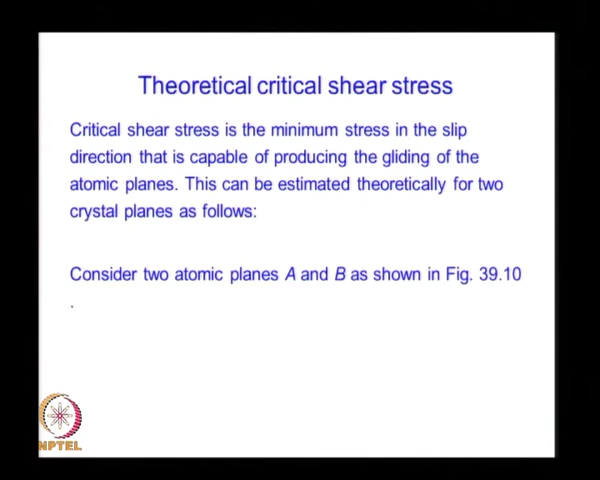 Theoretical critical shear stress
Critical shear stress is the minimum stress in the slip
direction that is capable of producing the gliding of the
atomic planes. This can be estimated theoretically for two
crystal planes as follows:
Consider two atomic planes A and B as shown in Fig. 39.10
.
NPTEL